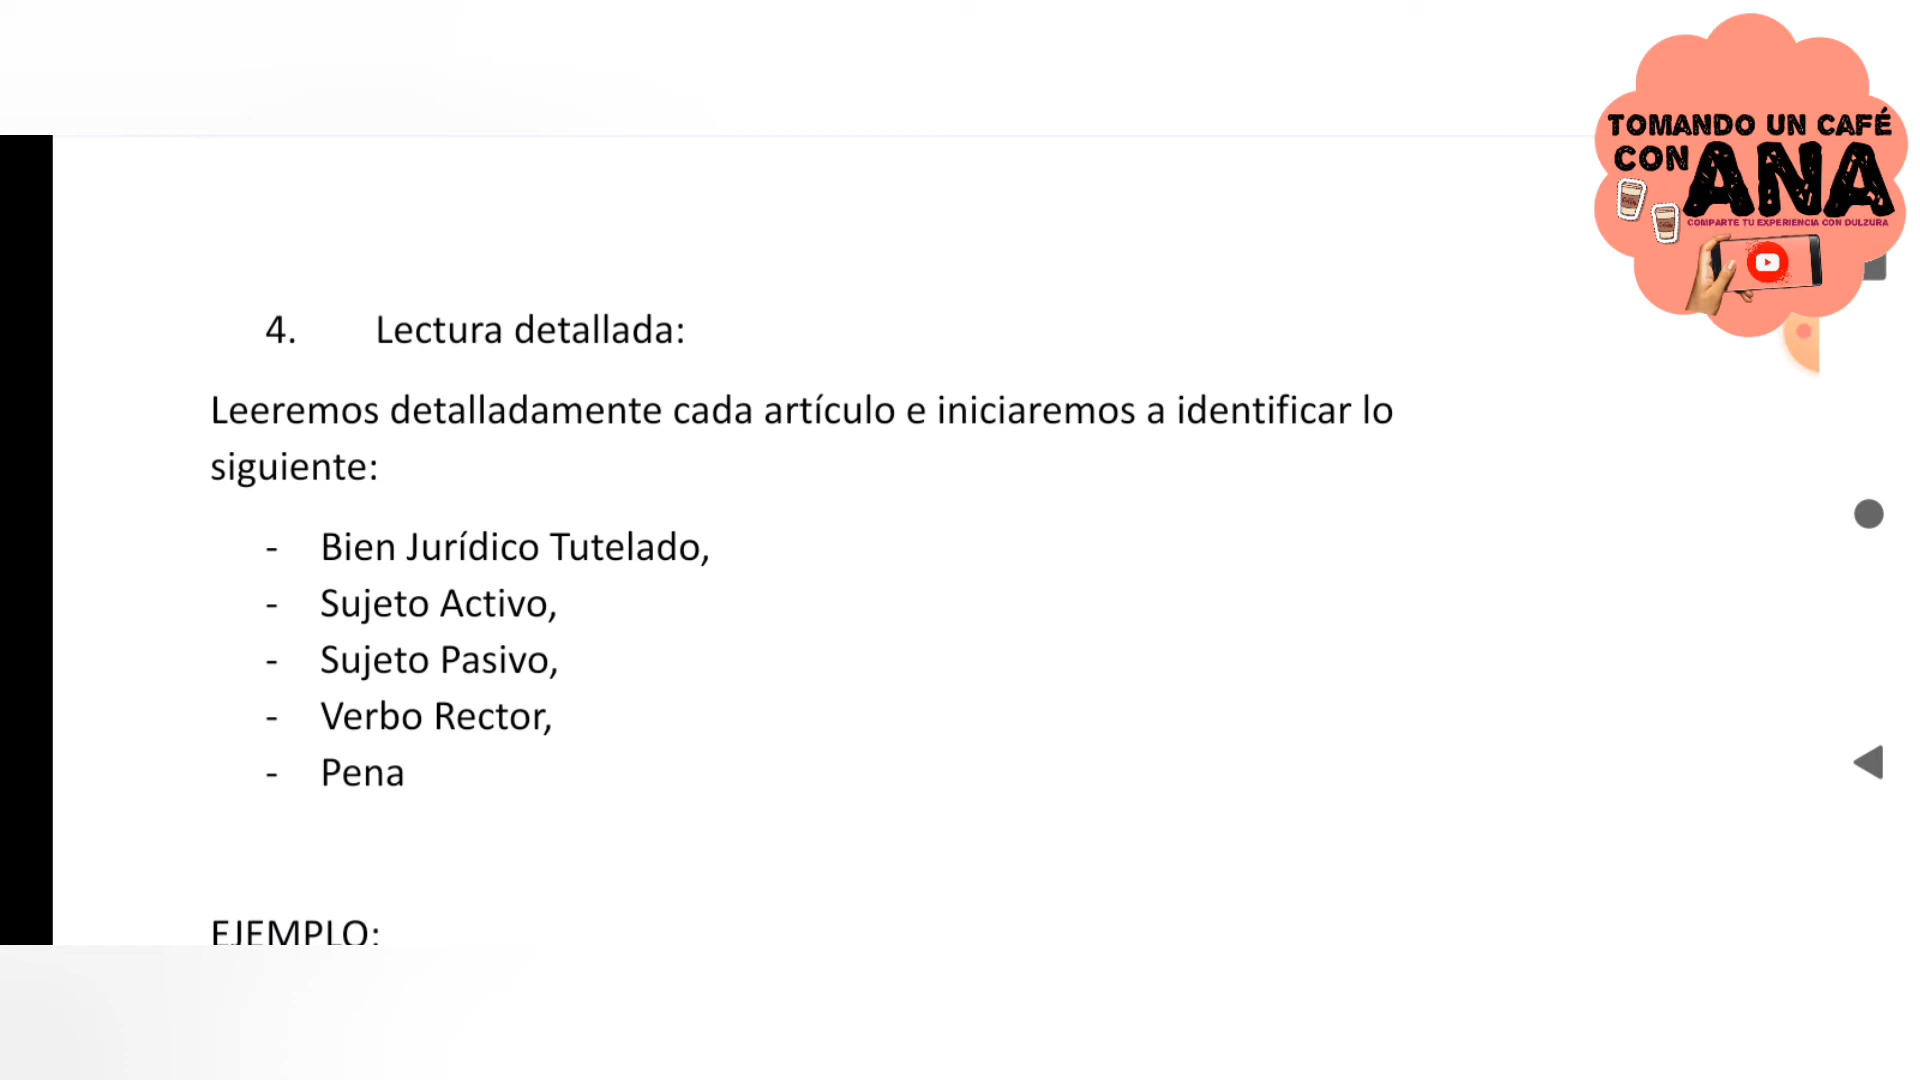 TOMANDO UN CAFÉ
CON ANA
COMPARTE TU EXPERIENCIA CON DULZURA
4. Lectura detallada:
Leeremos detalladamente cada artículo e iniciaremos a identificar lo
siguiente:
- Bien Jurídico Tutelado,
- Sujeto Activo,
- Sujeto Pasivo,
- Verbo Rector,
- Pena
EJEMPLO: